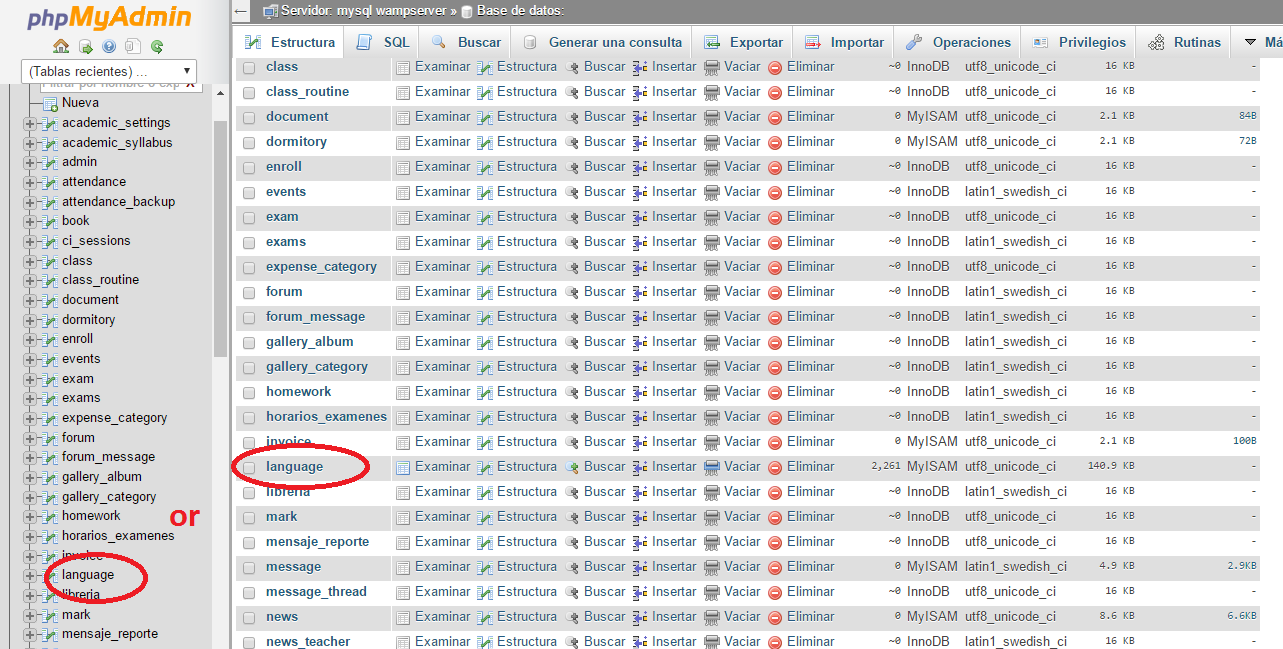 phpMyAdmin
(Tablas recientes) ...
Filtrar por nombre o exp X
Nueva
academic_settings
academic_syllabus
admin
attendance
attendance_backup
book
ci_sessions
class
class_routine
document
dormitory
enroll
events
exam
exams
expense_category
forum
forum_message
gallery_album
gallery_category
homework
or
horarios_examenes
invoice
language
libreria
mark
mensaje_reporte
Servidor: mysql wampserver » Base de datos:
Estructura SQL Buscar Generar una consulta Exportar Importar Operaciones Privilegios Rutinas Má
class Examinar Estructura Buscar Insertar Vaciar Eliminar ~0 InnoDB utf8_unicode_ci 16 KB -
class_routine Examinar Estructura Buscar Insertar Vaciar Eliminar ~0 InnoDB utf8_unicode_ci 16 KB -
document Examinar Estructura Buscar Insertar Vaciar Eliminar 0 MyISAM utf8_unicode_ci 2.1 KB 84B
dormitory Examinar Estructura Buscar Insertar Vaciar Eliminar 0 MyISAM utf8_unicode_ci 2.1 KB 72B
enroll Examinar Estructura Buscar Insertar Vaciar Eliminar ~0 InnoDB utf8_unicode_ci 16 KB -
events Examinar Estructura Buscar Insertar Vaciar Eliminar ~0 InnoDB latin1_swedish_ci 16 KB -
exam Examinar Estructura Buscar Insertar Vaciar Eliminar ~0 InnoDB utf8_unicode_ci 16 KB -
exams Examinar Estructura Buscar Insertar Vaciar Eliminar ~0 InnoDB latin1_swedish_ci 16 KB -
expense_category Examinar Estructura Buscar Insertar Vaciar Eliminar ~0 InnoDB utf8_unicode_ci 16 KB -
forum Examinar Estructura Buscar Insertar Vaciar Eliminar ~0 InnoDB latin1_swedish_ci 16 KB -
forum_message Examinar Estructura Buscar Insertar Vaciar Eliminar ~0 InnoDB latin1_swedish_ci 16 KB -
gallery_album Examinar Estructura Buscar Insertar Vaciar Eliminar ~0 InnoDB latin1_swedish_ci 16 KB -
gallery_category Examinar Estructura Buscar Insertar Vaciar Eliminar ~0 InnoDB latin1_swedish_ci 16 KB -
homework Examinar Estructura Buscar Insertar Vaciar Eliminar ~0 InnoDB latin1_swedish_ci 16 KB -
horarios_examenes Examinar Estructura Buscar Insertar Vaciar Eliminar ~0 InnoDB latin1_swedish_ci 16 KB -
invoice Examinar Estructura Buscar Insertar Vaciar Eliminar 0 MyISAM utf8_unicode_ci 2.1 KB 100B
language Examinar Estructura Buscar Insertar Vaciar Eliminar 2,261 MyISAM utf8_unicode_ci 140.9 KB -
libreria Examinar Estructura Buscar Insertar Vaciar Eliminar ~0 InnoDB latin1_swedish_ci 16 KB -
mark Examinar Estructura Buscar Insertar Vaciar Eliminar ~0 InnoDB utf8_unicode_ci 16 KB -
mensaje_reporte Examinar Estructura Buscar Insertar Vaciar Eliminar ~0 InnoDB latin1_swedish_ci 16 KB -
message Examinar Estructura Buscar Insertar Vaciar Eliminar 0 MyISAM utf8_unicode_ci 4.9 KB 2.9KB
message_thread Examinar Estructura Buscar Insertar Vaciar Eliminar ~0 InnoDB utf8_unicode_ci 16 KB -
news Examinar Estructura Buscar Insertar Vaciar Eliminar 0 MyISAM utf8_unicode_ci 8.6 KB 6.6KB
news_teacher Examinar Estructura Buscar Insertar Vaciar Eliminar ~0 InnoDB latin1_swedish_ci 16 KB -